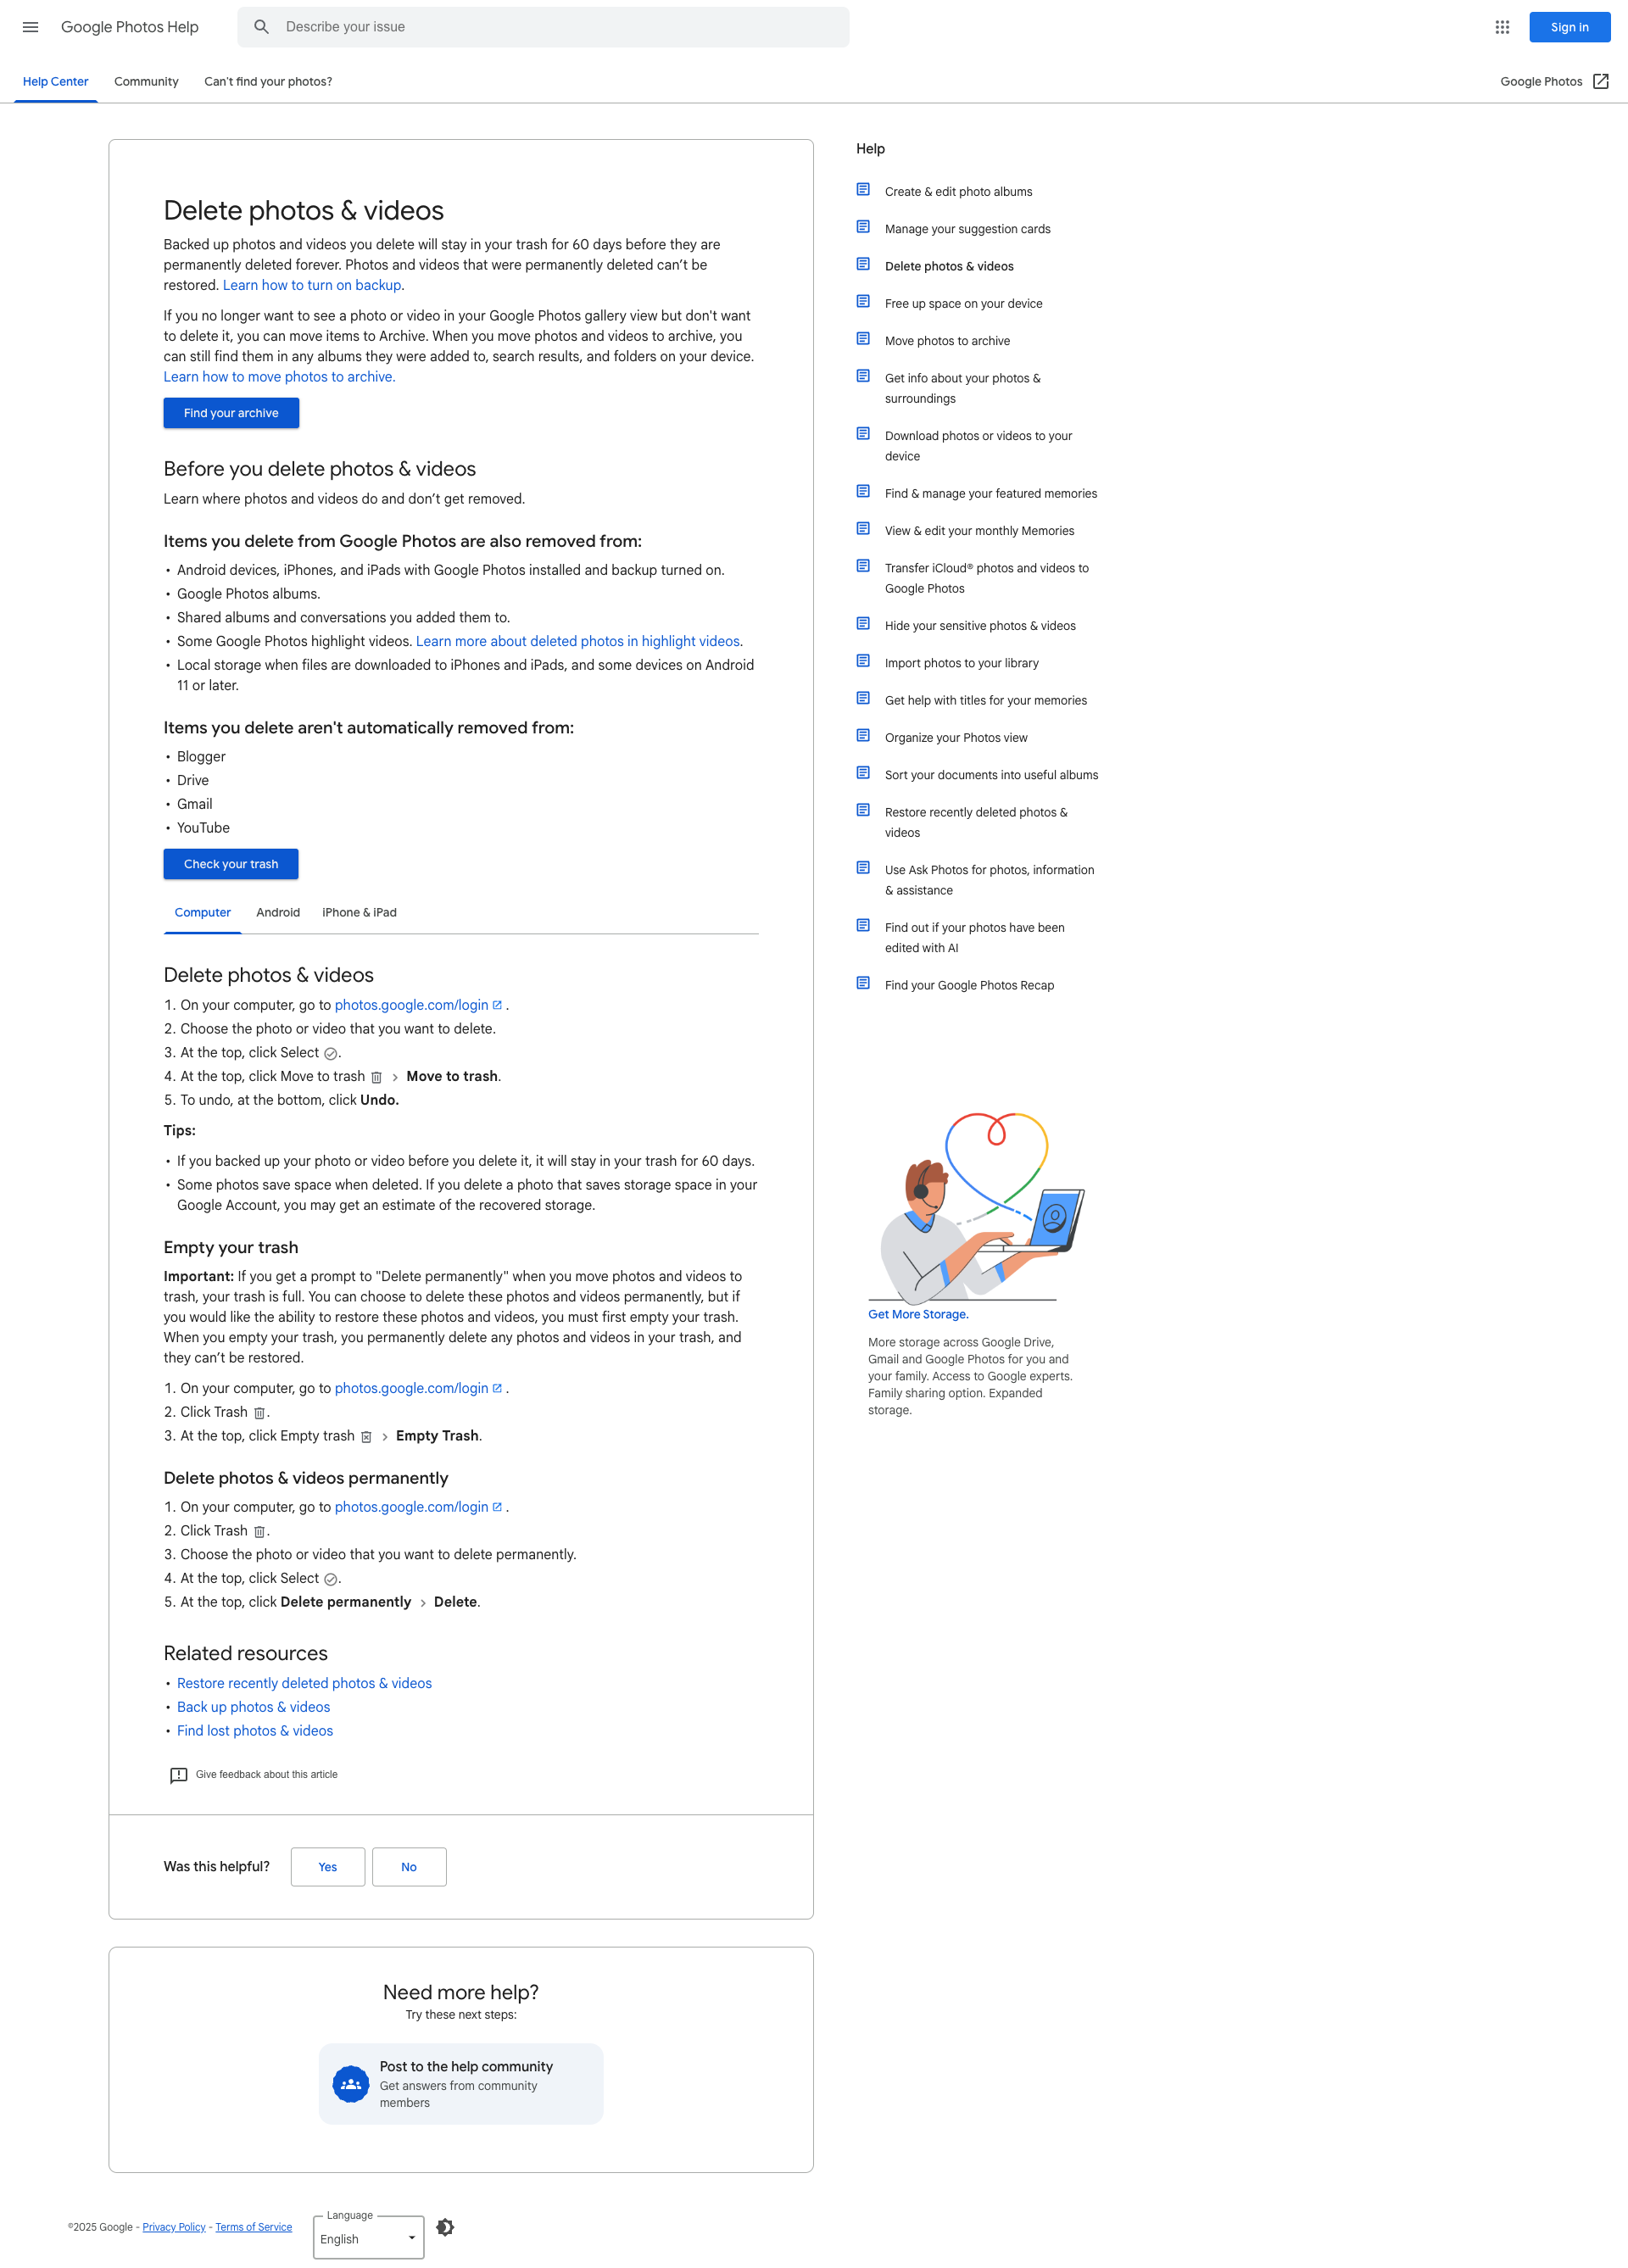 Google Photos Help
Describe your issue
Sign in
Help Center
Community
Can't find your photos?
Google Photos
Delete photos & videos
Backed up photos and videos you delete will stay in your trash for 60 days before they are
permanently deleted forever. Photos and videos that were permanently deleted can’t be
restored. Learn how to turn on backup.
If you no longer want to see a photo or video in your Google Photos gallery view but don't want
to delete it, you can move items to Archive. When you move photos and videos to archive, you
can still find them in any albums they were added to, search results, and folders on your device.
Learn how to move photos to archive.
Find your archive
Before you delete photos & videos
Learn where photos and videos do and don’t get removed.
Items you delete from Google Photos are also removed from:
• Android devices, iPhones, and iPads with Google Photos installed and backup turned on.
• Google Photos albums.
• Shared albums and conversations you added them to.
• Some Google Photos highlight videos. Learn more about deleted photos in highlight videos.
• Local storage when files are downloaded to iPhones and iPads, and some devices on Android
11 or later.
Items you delete aren't automatically removed from:
• Blogger
• Drive
• Gmail
• YouTube
Check your trash
Computer
Android
iPhone & iPad
Delete photos & videos
1. On your computer, go to photos.google.com/login .
2. Choose the photo or video that you want to delete.
3. At the top, click Select .
4. At the top, click Move to trash > Move to trash.
5. To undo, at the bottom, click Undo.
Tips:
• If you backed up your photo or video before you delete it, it will stay in your trash for 60 days.
• Some photos save space when deleted. If you delete a photo that saves storage space in your
Google Account, you may get an estimate of the recovered storage.
Empty your trash
Important: If you get a prompt to "Delete permanently" when you move photos and videos to
trash, your trash is full. You can choose to delete these photos and videos permanently, but if
you would like the ability to restore these photos and videos, you must first empty your trash.
When you empty your trash, you permanently delete any photos and videos in your trash, and
they can’t be restored.
1. On your computer, go to photos.google.com/login .
2. Click Trash .
3. At the top, click Empty trash > Empty Trash.
Delete photos & videos permanently
1. On your computer, go to photos.google.com/login .
2. Click Trash .
3. Choose the photo or video that you want to delete permanently.
4. At the top, click Select .
5. At the top, click Delete permanently > Delete.
Related resources
• Restore recently deleted photos & videos
• Back up photos & videos
• Find lost photos & videos
Give feedback about this article
Was this helpful?
Yes
No
Need more help?
Try these next steps:
Post to the help community
Get answers from community
members
Help
Create & edit photo albums
Manage your suggestion cards
Delete photos & videos
Free up space on your device
Move photos to archive
Get info about your photos &
surroundings
Download photos or videos to your
device
Find & manage your featured memories
View & edit your monthly Memories
Transfer iCloud® photos and videos to
Google Photos
Hide your sensitive photos & videos
Import photos to your library
Get help with titles for your memories
Organize your Photos view
Sort your documents into useful albums
Restore recently deleted photos &
videos
Use Ask Photos for photos, information
& assistance
Find out if your photos have been
edited with AI
Find your Google Photos Recap
Get More Storage.
More storage across Google Drive,
Gmail and Google Photos for you and
your family. Access to Google experts.
Family sharing option. Expanded
storage.
©2025 Google - Privacy Policy - Terms of Service
Language
English